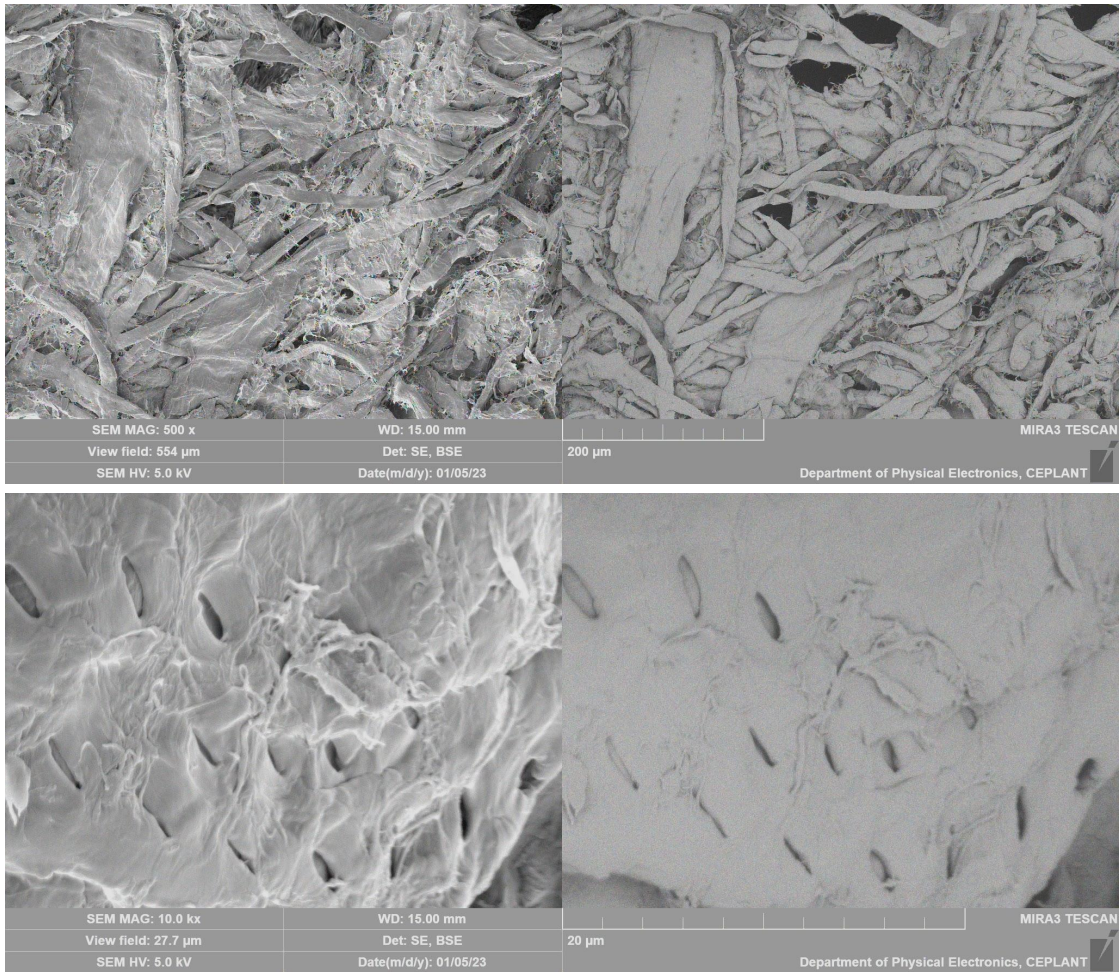 SEM MAG: 500 x WD: 15.00 mm MIRA3 TESCAN
View field: 554 µm Det: SE, BSE 200 µm
SEM HV: 5.0 kV Date(m/d/y): 01/05/23 Department of Physical Electronics, CEPLANT
SEM MAG: 10.0 kx WD: 15.00 mm MIRA3 TESCAN
View field: 27.7 µm Det: SE, BSE 20 µm
SEM HV: 5.0 kV Date(m/d/y): 01/05/23 Department of Physical Electronics, CEPLANT